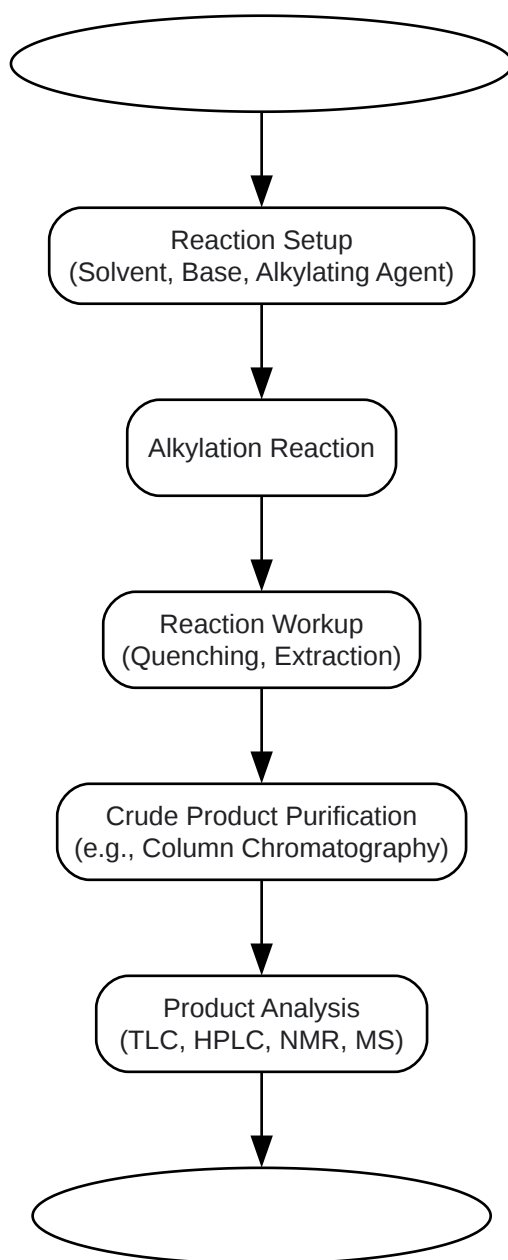 Reaction Setup
(Solvent, Base, Alkylating Agent)
Alkylation Reaction
Reaction Workup
(Quenching, Extraction)
Crude Product Purification
(e.g., Column Chromatography)
Product Analysis
(TLC, HPLC, NMR, MS)